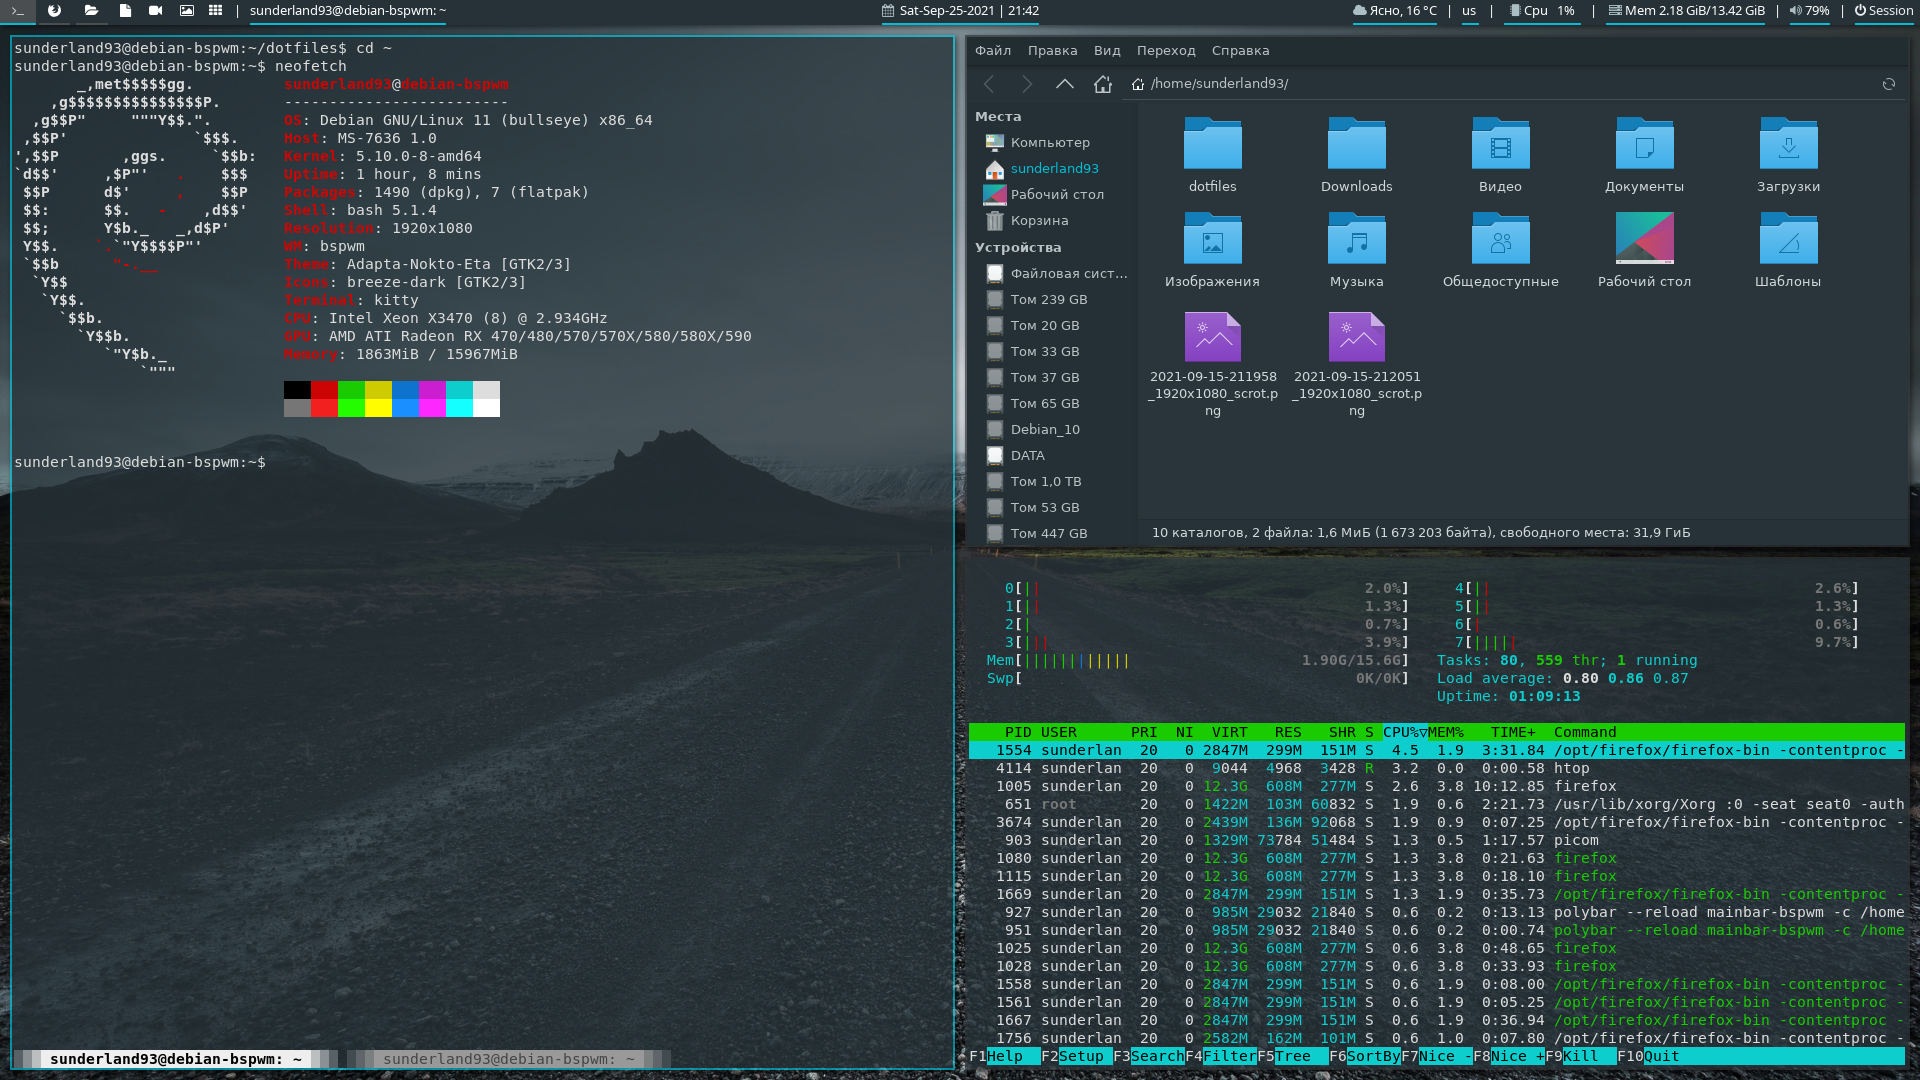 sunderland93@debian-bspwm: ~
Sat-Sep-25-2021 | 21:42
Ясно, 16 °C | us | Cpu 1% | Mem 2.18 GiB/13.42 GiB | 79% | Session
sunderland93@debian-bspwm:~/dotfiles$ cd ~
sunderland93@debian-bspwm:~$ neofetch
_,met$$$$$gg.
,g$$$$$$$$$$$$$$$P.
,g$$P"     """Y$$.".
,$$P'              `$$$.
',$$P       ,ggs.     `$$b:
`d$$'     ,$P"'   .    $$$
$$P      d$'     ,    $$P
$$:      $$.   -    ,d$$'
$$;      Y$b._   _,d$P'
Y$$.    `.`"Y$$$$P"'
`$$b      "-.__
`Y$$
`Y$$.
`$$b.
`Y$$b.
`"Y$b._
`"""
sunderland93@debian-bspwm
-------------------------
OS: Debian GNU/Linux 11 (bullseye) x86_64
Host: MS-7636 1.0
Kernel: 5.10.0-8-amd64
Uptime: 1 hour, 8 mins
Packages: 1490 (dpkg), 7 (flatpak)
Shell: bash 5.1.4
Resolution: 1920x1080
WM: bspwm
Theme: Adapta-Nokto-Eta [GTK2/3]
Icons: breeze-dark [GTK2/3]
Terminal: kitty
CPU: Intel Xeon X3470 (8) @ 2.934GHz
GPU: AMD ATI Radeon RX 470/480/570/570X/580/580X/590
Memory: 1863MiB / 15967MiB
sunderland93@debian-bspwm:~$
sunderland93@debian-bspwm: ~
sunderland93@debian-bspwm: ~
Файл Правка Вид Переход Справка
/home/sunderland93/
Места
Компьютер
sunderland93
Рабочий стол
Корзина
Устройства
Файловая сист...
Том 239 GB
Том 20 GB
Том 33 GB
Том 37 GB
Том 65 GB
Debian_10
DATA
Том 1,0 TB
Том 53 GB
Том 447 GB
dotfiles
Downloads
Видео
Документы
Загрузки
Изображения
Музыка
Общедоступные
Рабочий стол
Шаблоны
2021-09-15-211958
_1920x1080_scrot.p
ng
2021-09-15-212051
_1920x1080_scrot.p
ng
10 каталогов, 2 файла: 1,6 МиБ (1 673 203 байта), свободного места: 31,9 ГиБ
0[|| 2.0%] 4[|| 2.6%]
1[|| 1.3%] 5[|| 1.3%]
2[| 0.7%] 6[ 0.6%]
3[|| 3.9%] 7[|||| 9.7%]
Mem[|||||||||||| 1.90G/15.6G] Tasks: 80, 559 thr; 1 running
Swp[ 0K/0K] Load average: 0.80 0.86 0.87
Uptime: 01:09:13
PID USER PRI NI VIRT RES SHR S CPU%▽MEM% TIME+ Command
1554 sunderlan 20 0 2847M 299M 151M S 4.5 1.9 3:31.84 /opt/firefox/firefox-bin -contentproc -
4114 sunderlan 20 0 9044 4968 3428 R 3.2 0.0 0:00.58 htop
1005 sunderlan 20 0 12.3G 608M 277M S 2.6 3.8 10:12.85 firefox
651 root 20 0 1422M 103M 60832 S 1.9 0.6 2:21.73 /usr/lib/xorg/Xorg :0 -seat seat0 -auth
3674 sunderlan 20 0 2439M 136M 92068 S 1.9 0.9 0:07.25 /opt/firefox/firefox-bin -contentproc -
903 sunderlan 20 0 1329M 73784 51484 S 1.3 0.5 1:17.57 picom
1080 sunderlan 20 0 12.3G 608M 277M S 1.3 3.8 0:21.63 firefox
1115 sunderlan 20 0 12.3G 608M 277M S 1.3 3.8 0:18.10 firefox
1669 sunderlan 20 0 2847M 299M 151M S 1.3 1.9 0:35.73 /opt/firefox/firefox-bin -contentproc -
927 sunderlan 20 0 985M 29032 21840 S 0.6 0.2 0:13.13 polybar --reload mainbar-bspwm -c /home
951 sunderlan 20 0 985M 29032 21840 S 0.6 0.2 0:00.74 polybar --reload mainbar-bspwm -c /home
1025 sunderlan 20 0 12.3G 608M 277M S 0.6 3.8 0:48.65 firefox
1028 sunderlan 20 0 12.3G 608M 277M S 0.6 3.8 0:33.93 firefox
1558 sunderlan 20 0 2847M 299M 151M S 0.6 1.9 0:08.00 /opt/firefox/firefox-bin -contentproc -
1561 sunderlan 20 0 2847M 299M 151M S 0.6 1.9 0:05.25 /opt/firefox/firefox-bin -contentproc -
1667 sunderlan 20 0 2847M 299M 151M S 0.6 1.9 0:36.94 /opt/firefox/firefox-bin -contentproc -
1756 sunderlan 20 0 2582M 162M 101M S 0.6 1.0 0:07.80 /opt/firefox/firefox-bin -contentproc -
F1Help F2Setup F3SearchF4FilterF5Tree F6SortByF7Nice -F8Nice +F9Kill F10Quit